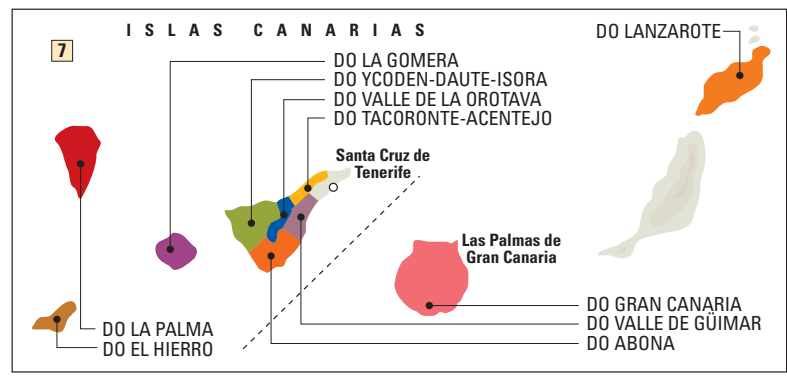 ISLAS CANARIAS
7
DO LANZAROTE
DO LA GOMERA
DO YCODEN-DAUTE-ISORA
DO VALLE DE LA OROTAVA
DO TACORONTE-ACENTEJO
Santa Cruz de
Tenerife
Las Palmas de
Gran Canaria
DO GRAN CANARIA
DO VALLE DE GÜIMAR
DO ABONA
DO LA PALMA
DO EL HIERRO